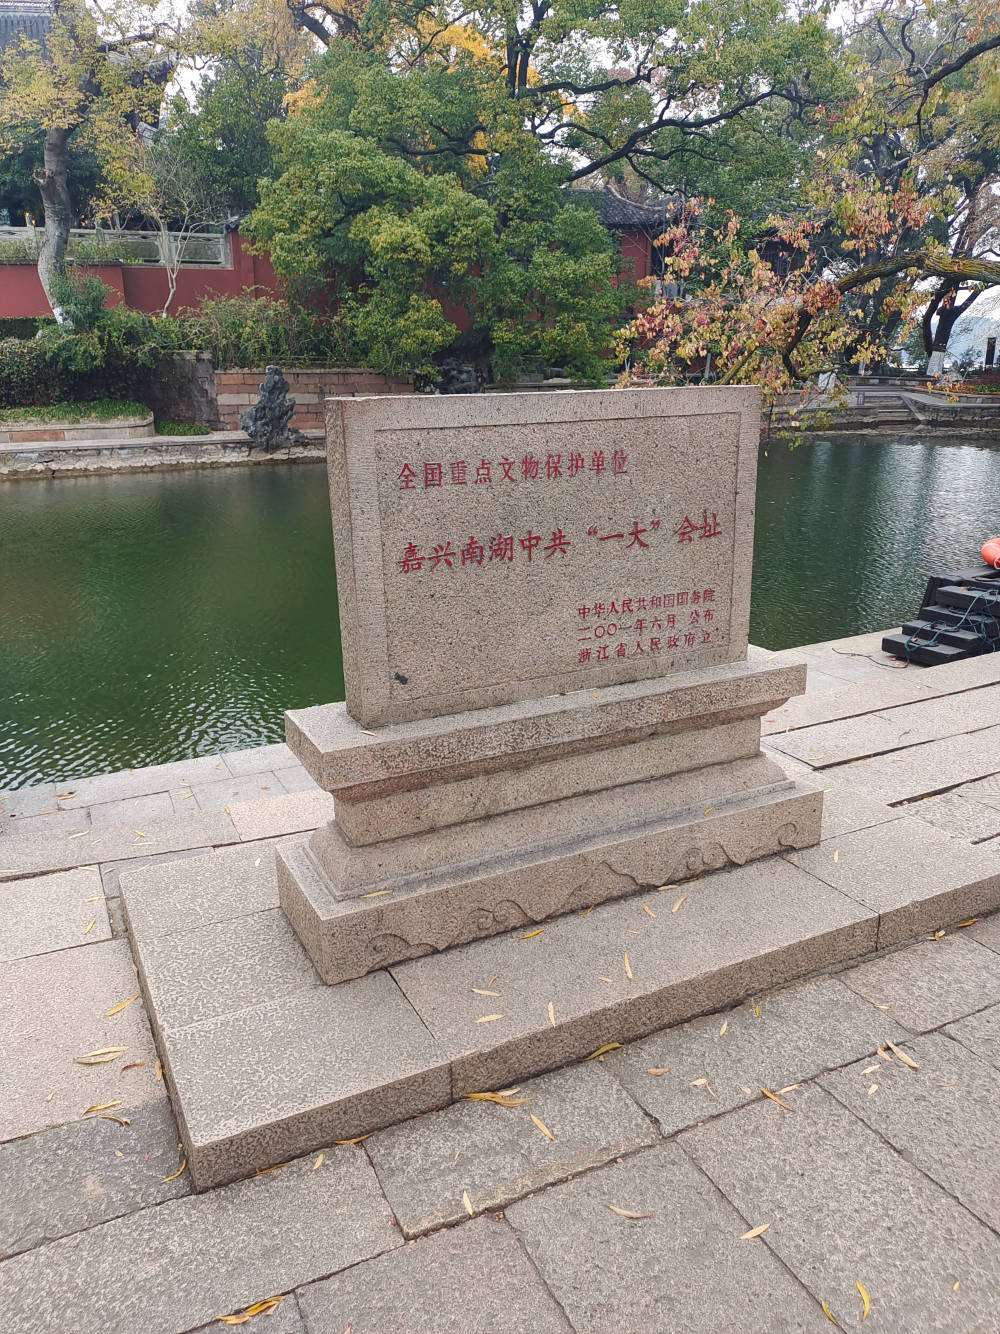 全国重点文物保护单位
嘉兴南湖中共“一大”会址
中华人民共和国国务院
二〇〇一年六月 公布
浙江省人民政府立